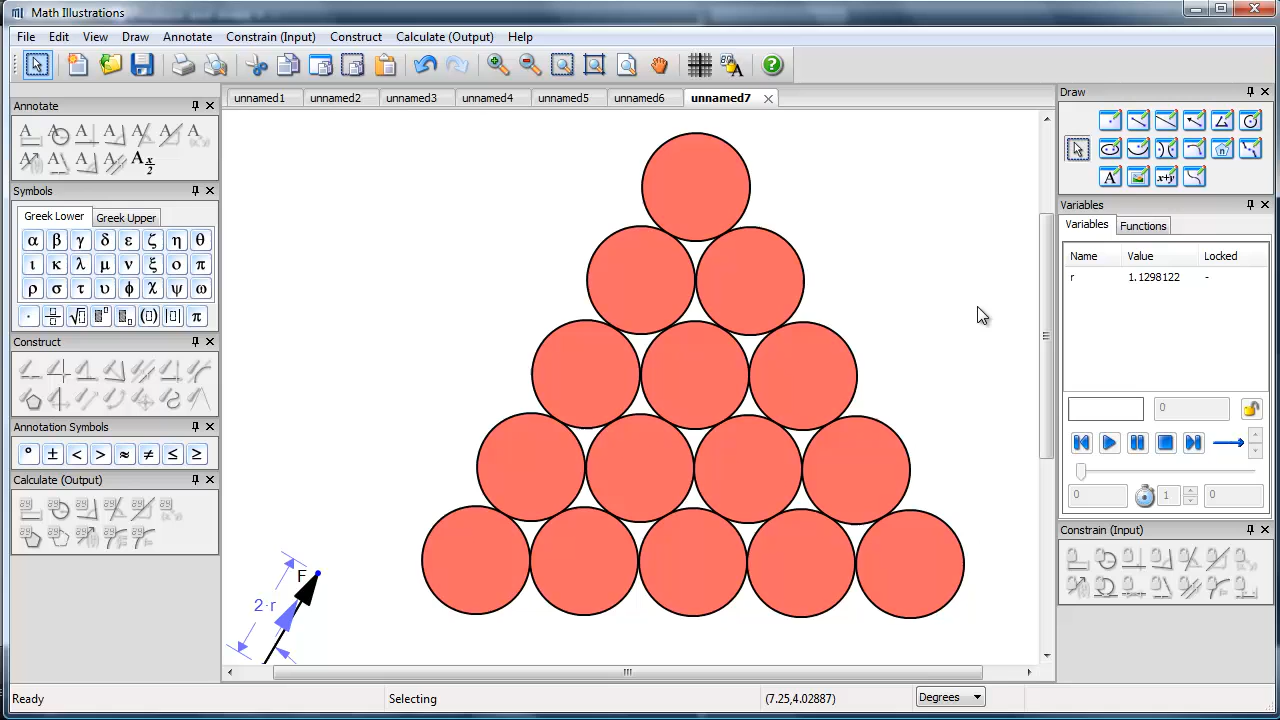 Math Illustrations
File Edit View Draw Annotate Constrain (Input) Construct Calculate (Output) Help
unnamed1 unnamed2 unnamed3 unnamed4 unnamed5 unnamed6 unnamed7
Annotate
Symbols
Greek Lower Greek Upper
α β γ δ ε ζ η θ
ι κ λ μ ν ξ ο π
ρ σ τ υ φ χ ψ ω
Construct
Annotation Symbols
° ± < > ≈ ≠ ≤ ≥
Calculate (Output)
F
2·r
Draw
Variables
Variables Functions
Name Value Locked
r 1.1298122 -
0
0 1 0
Constrain (Input)
Ready Selecting (7.25,4.02887) Degrees